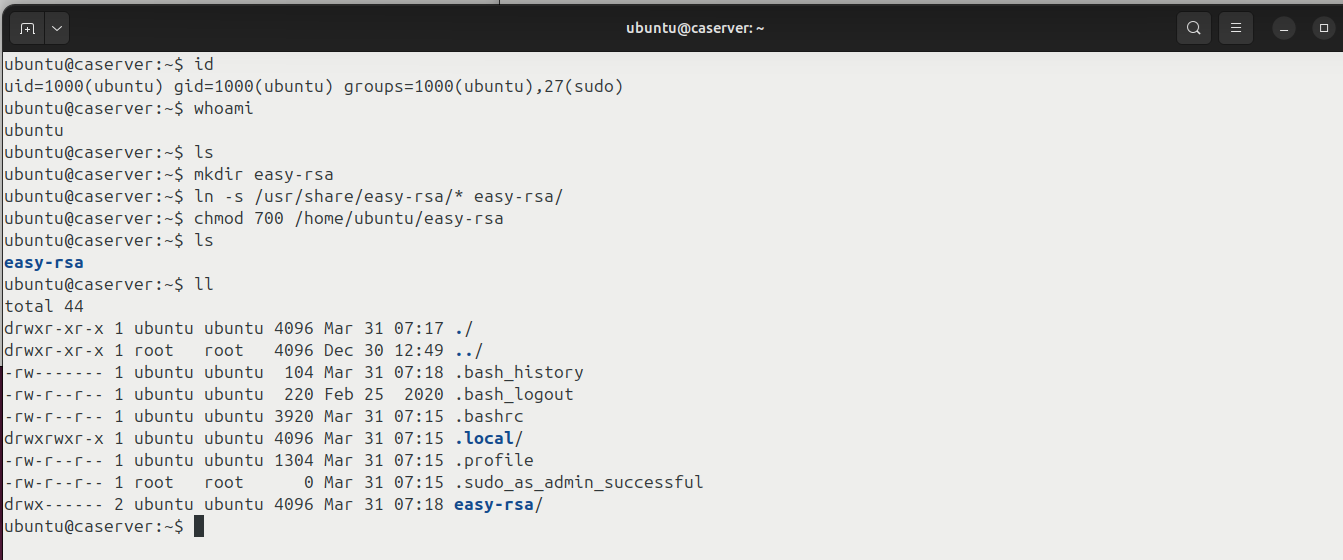 ubuntu@caserver: ~
ubuntu@caserver:~$ id
uid=1000(ubuntu) gid=1000(ubuntu) groups=1000(ubuntu),27(sudo)
ubuntu@caserver:~$ whoami
ubuntu
ubuntu@caserver:~$ ls
ubuntu@caserver:~$ mkdir easy-rsa
ubuntu@caserver:~$ ln -s /usr/share/easy-rsa/* easy-rsa/
ubuntu@caserver:~$ chmod 700 /home/ubuntu/easy-rsa
ubuntu@caserver:~$ ls
easy-rsa
ubuntu@caserver:~$ ll
total 44
drwxr-xr-x 1 ubuntu ubuntu 4096 Mar 31 07:17 ./
drwxr-xr-x 1 root   root   4096 Dec 30 12:49 ../
-rw------- 1 ubuntu ubuntu  104 Mar 31 07:18 .bash_history
-rw-r--r-- 1 ubuntu ubuntu  220 Feb 25  2020 .bash_logout
-rw-r--r-- 1 ubuntu ubuntu 3920 Mar 31 07:15 .bashrc
drwxrwxr-x 1 ubuntu ubuntu 4096 Mar 31 07:15 .local/
-rw-r--r-- 1 ubuntu ubuntu 1304 Mar 31 07:15 .profile
-rw-r--r-- 1 root   root      0 Mar 31 07:15 .sudo_as_admin_successful
drwx------ 2 ubuntu ubuntu 4096 Mar 31 07:18 easy-rsa/
ubuntu@caserver:~$